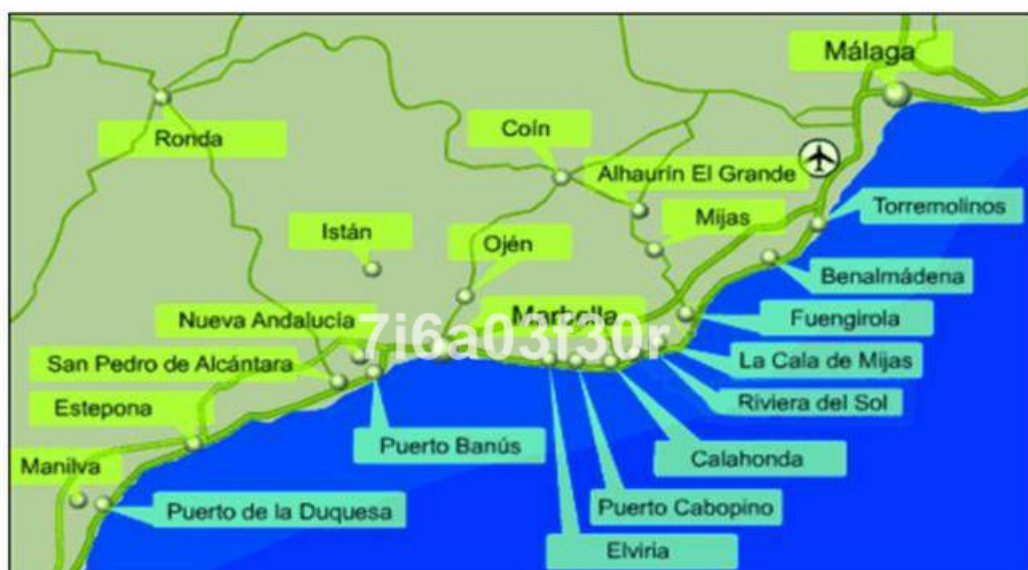 Málaga
Ronda
Coín
Alhaurín El Grande
Mijas
Torremolinos
Istán
Ojén
Benalmádena
Nueva Andalucía
Marbella
Fuengirola
7i6a03f30r
San Pedro de Alcántara
La Cala de Mijas
Estepona
Riviera del Sol
Puerto Banús
Calahonda
Manilva
Puerto de la Duquesa
Puerto Cabopino
Elviria